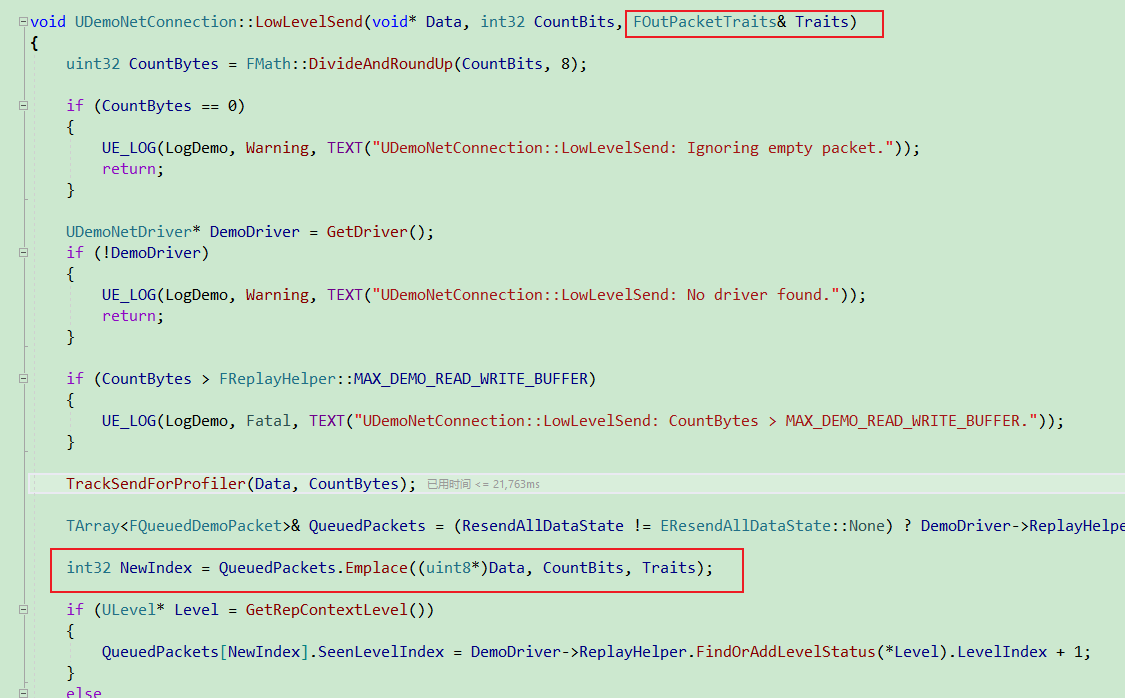 void UDemoNetConnection::LowLevelSend(void* Data, int32 CountBits, FOutPacketTraits& Traits)
{
uint32 CountBytes = FMath::DivideAndRoundUp(CountBits, 8);
if (CountBytes == 0)
{
UE_LOG(LogDemo, Warning, TEXT("UDemoNetConnection::LowLevelSend: Ignoring empty packet."));
return;
}
UDemoNetDriver* DemoDriver = GetDriver();
if (!DemoDriver)
{
UE_LOG(LogDemo, Warning, TEXT("UDemoNetConnection::LowLevelSend: No driver found."));
return;
}
if (CountBytes > FReplayHelper::MAX_DEMO_READ_WRITE_BUFFER)
{
UE_LOG(LogDemo, Fatal, TEXT("UDemoNetConnection::LowLevelSend: CountBytes > MAX_DEMO_READ_WRITE_BUFFER."));
}
TrackSendForProfiler(Data, CountBytes); 已用时间 <= 21,763ms
TArray<FQueuedDemoPacket>& QueuedPackets = (ResendAllDataState != EResendAllDataState::None) ? DemoDriver->ReplayHelpe
int32 NewIndex = QueuedPackets.Emplace((uint8*)Data, CountBits, Traits);
if (ULevel* Level = GetRepContextLevel())
{
QueuedPackets[NewIndex].SeenLevelIndex = DemoDriver->ReplayHelper.FindOrAddLevelStatus(*Level).LevelIndex + 1;
}
else